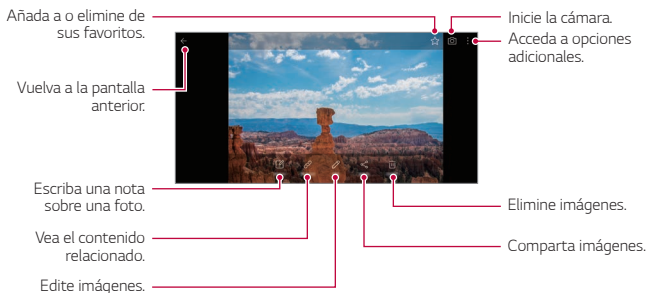 Añada a o elimine de
sus favoritos.
Inicie la cámara.
Acceda a opciones
adicionales.
Vuelva a la pantalla
anterior.
Escriba una nota
sobre una foto.
Elimine imágenes.
Vea el contenido
relacionado.
Comparta imágenes.
Edite imágenes.